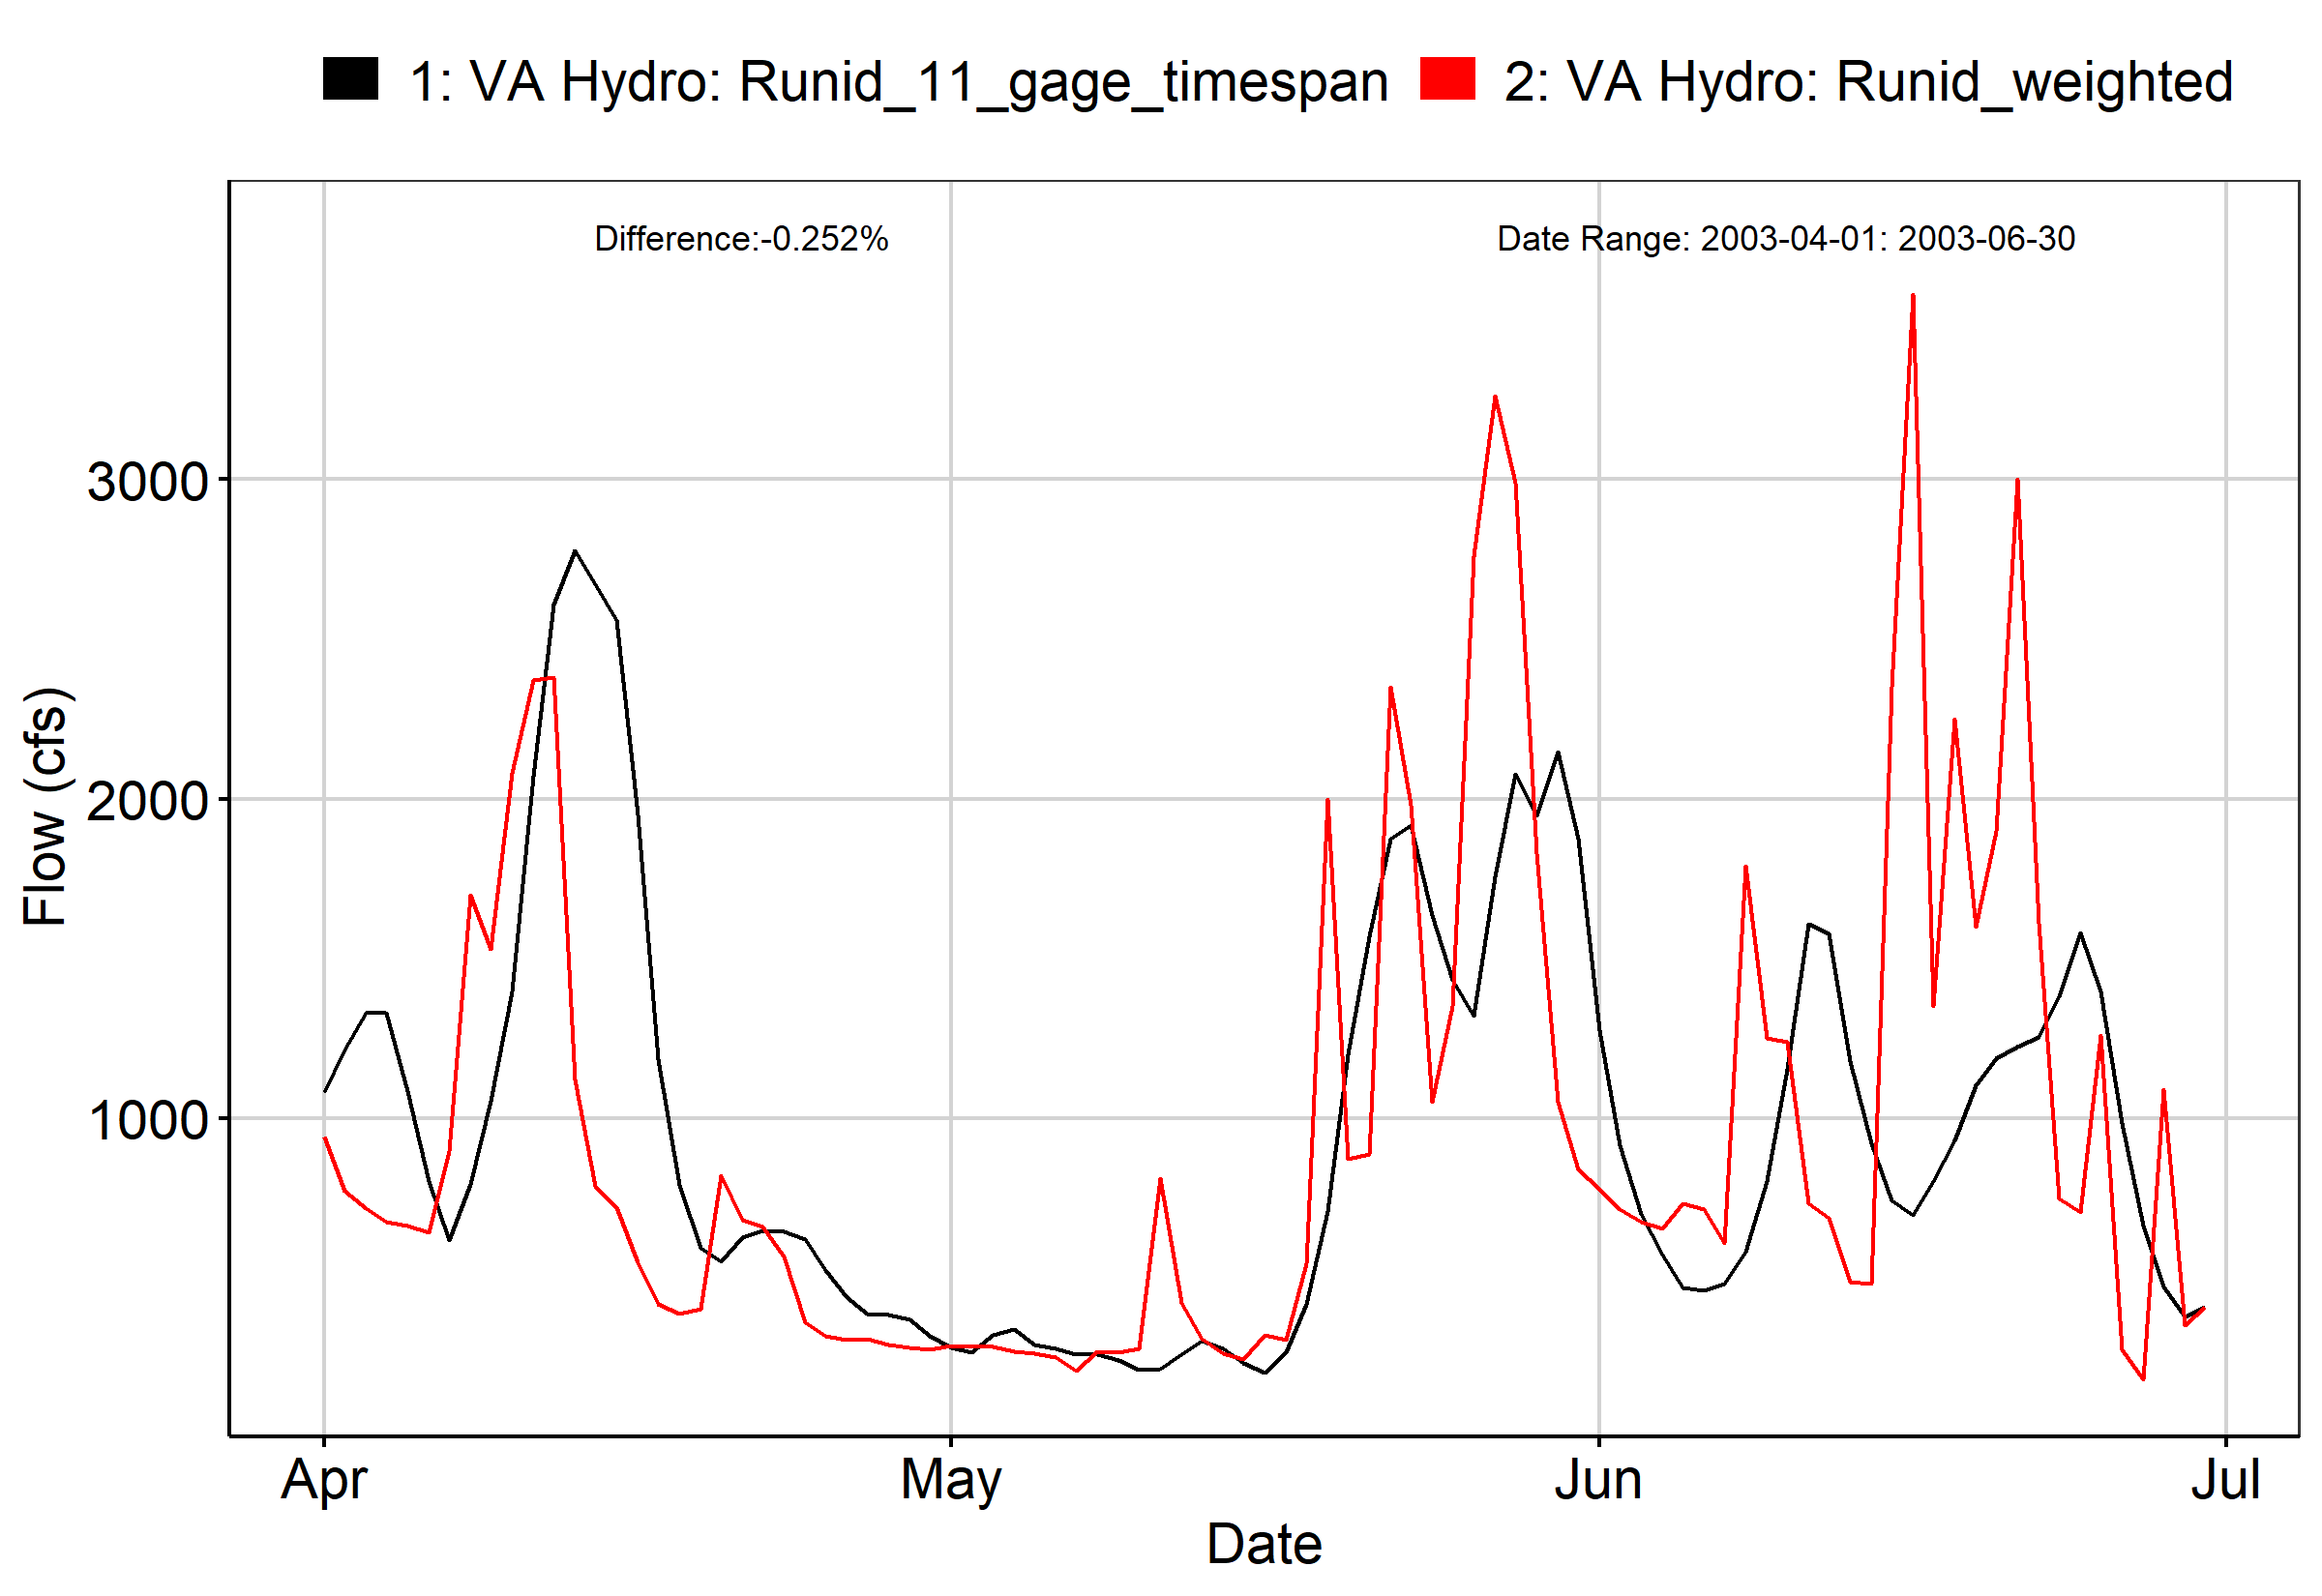 1: VA Hydro: Runid_11_gage_timespan 2: VA Hydro: Runid_weighted
Difference:-0.252% Date Range: 2003-04-01: 2003-06-30
3000
2000
1000
Flow (cfs)
Apr May Jun Jul
Date